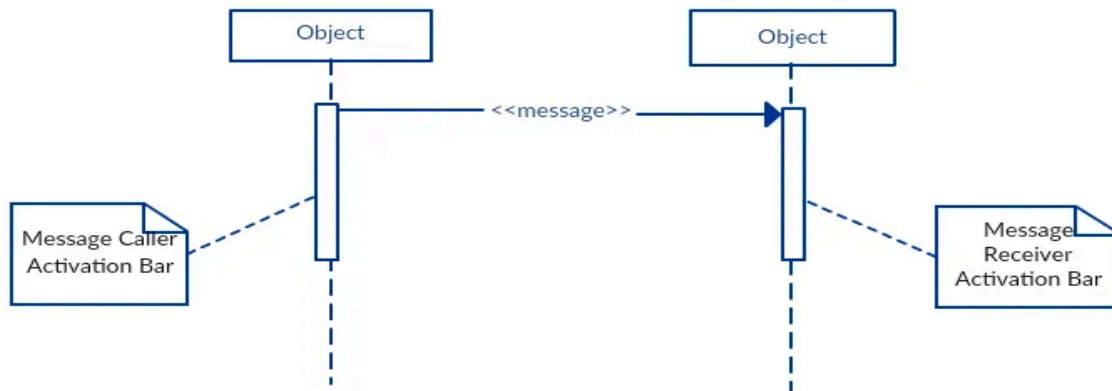 Object
Object
<<message>>
Message Caller
Activation Bar
Message
Receiver
Activation Bar